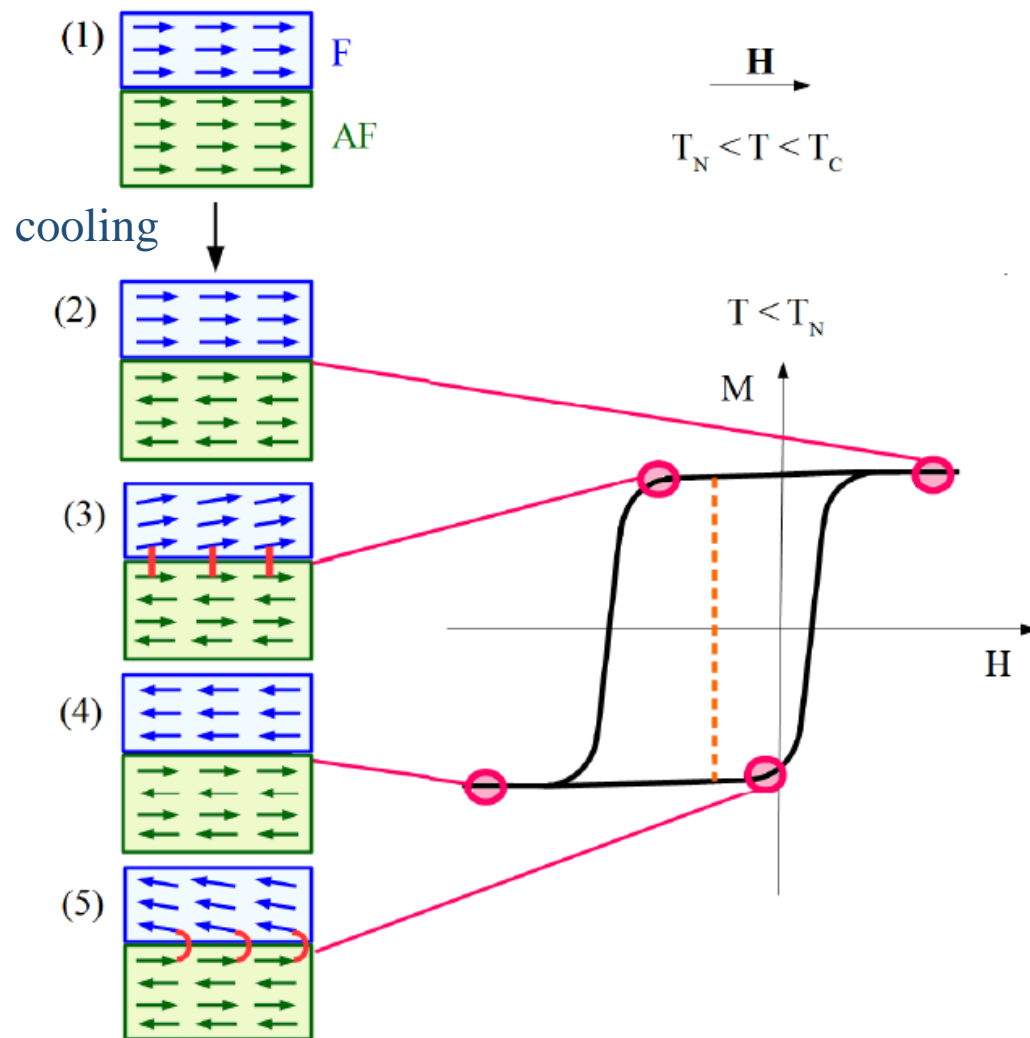 (1)
F
AF
H
T_N < T < T_C
cooling
(2)
T < T_N
M
(3)
H
(4)
(5)